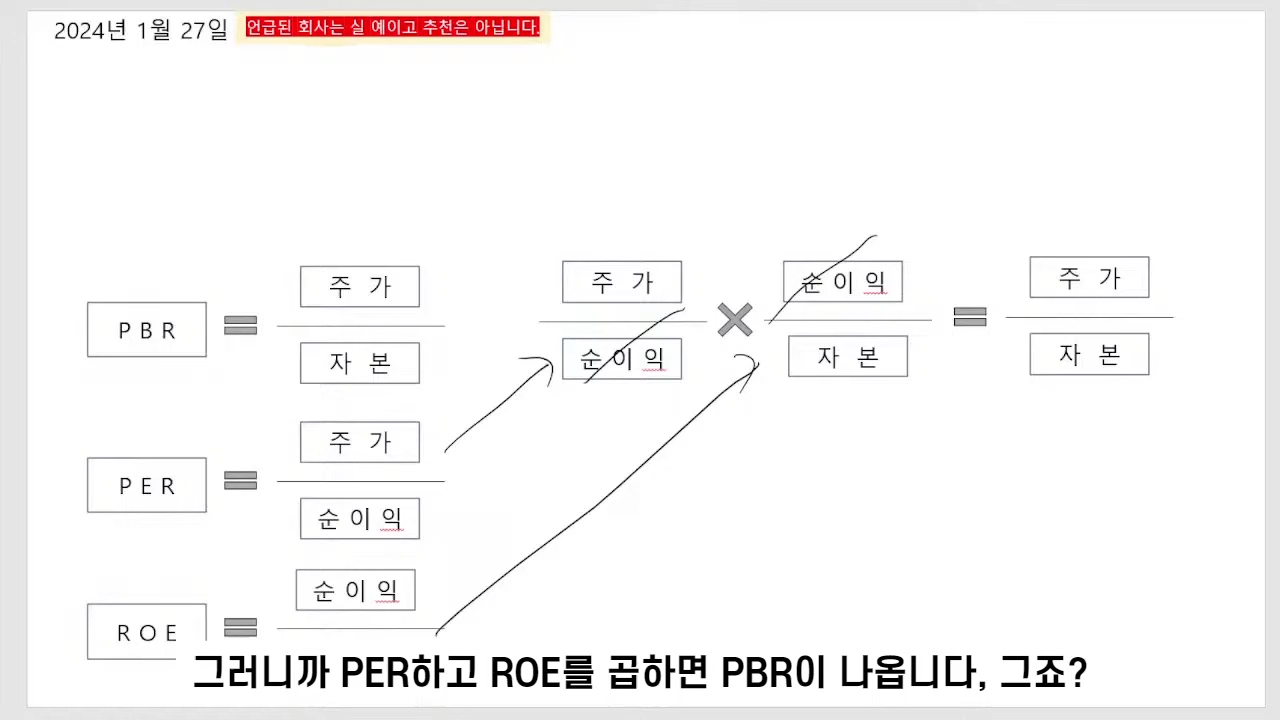 2024년 1월 27일 언급된 회사는 실 예이고 추천은 아닙니다.
PBR = 주 가
자 본
주 가
순 이 익
×
순 이 익
자 본
=
주 가
자 본
PER = 주 가
순 이 익
ROE = 순 이 익
그러니까 PER하고 ROE를 곱하면 PBR이 나옵니다, 그죠?